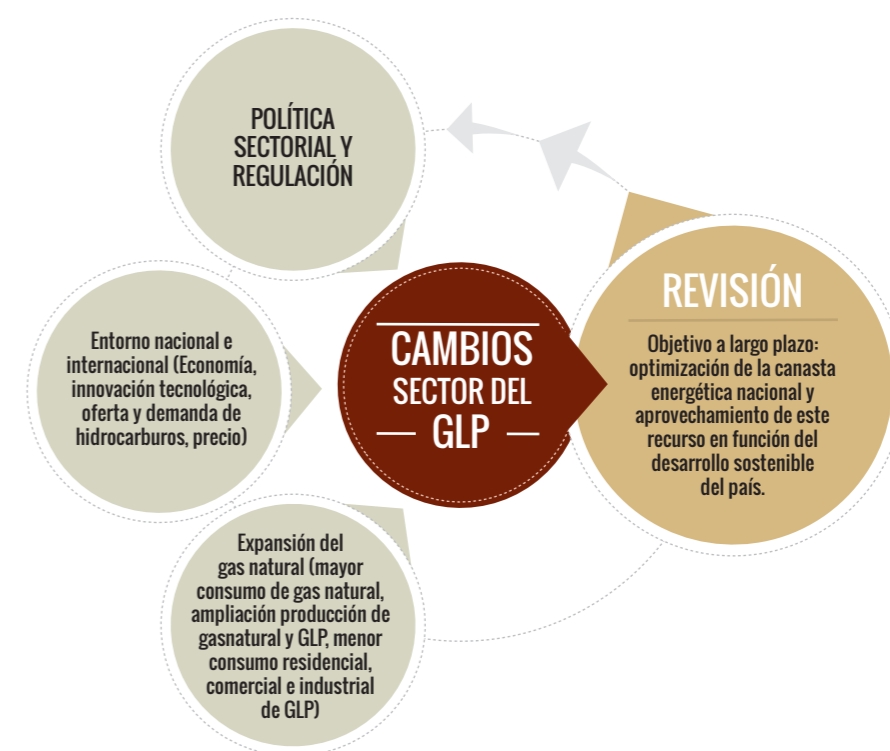 POLÍTICA
SECTORIAL Y
REGULACIÓN
Entorno nacional e
internacional (Economía,
innovación tecnológica,
oferta y demanda de
hidrocarburos, precio)
Expansión del
gas natural (mayor
consumo de gas natural,
ampliación producción de
gasnatural y GLP, menor
consumo residencial,
comercial e industrial
de GLP)
CAMBIOS
SECTOR DEL
GLP
REVISIÓN
Objetivo a largo plazo:
optimización de la canasta
energética nacional y
aprovechamiento de este
recurso en función del
desarrollo sostenible
del país.